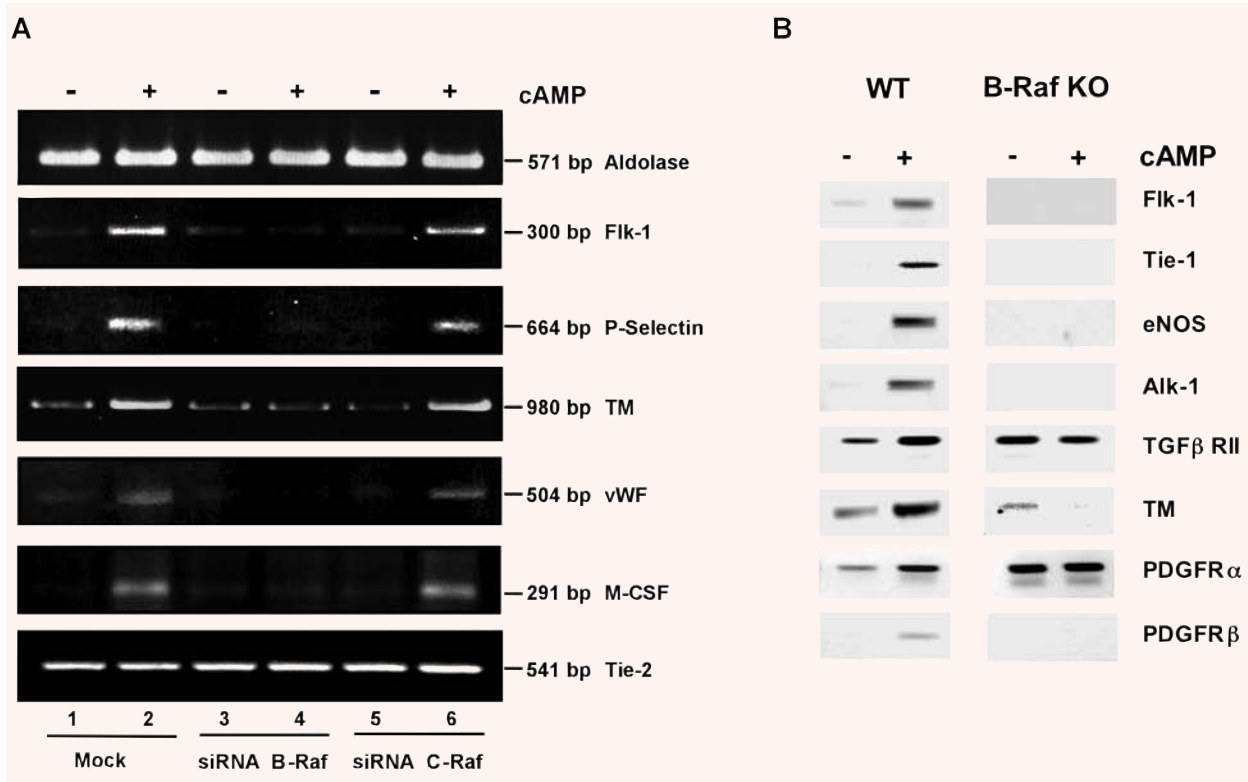 A
- + - + - + cAMP
571 bp Aldolase
300 bp Flk-1
664 bp P-Selectin
980 bp TM
504 bp vWF
291 bp M-CSF
541 bp Tie-2
1 2 3 4 5 6
Mock siRNA B-Raf siRNA C-Raf
B
WT B-Raf KO
- + - + cAMP
Flk-1
Tie-1
eNOS
Alk-1
TGFβ RII
TM
PDGFRα
PDGFRβ